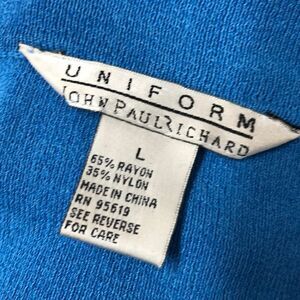 UNIFORM
JOHN PAUL RICHARD
L
65% RAYON
35% NYLON
MADE IN CHINA
RN 95619
SEE REVERSE
FOR CARE